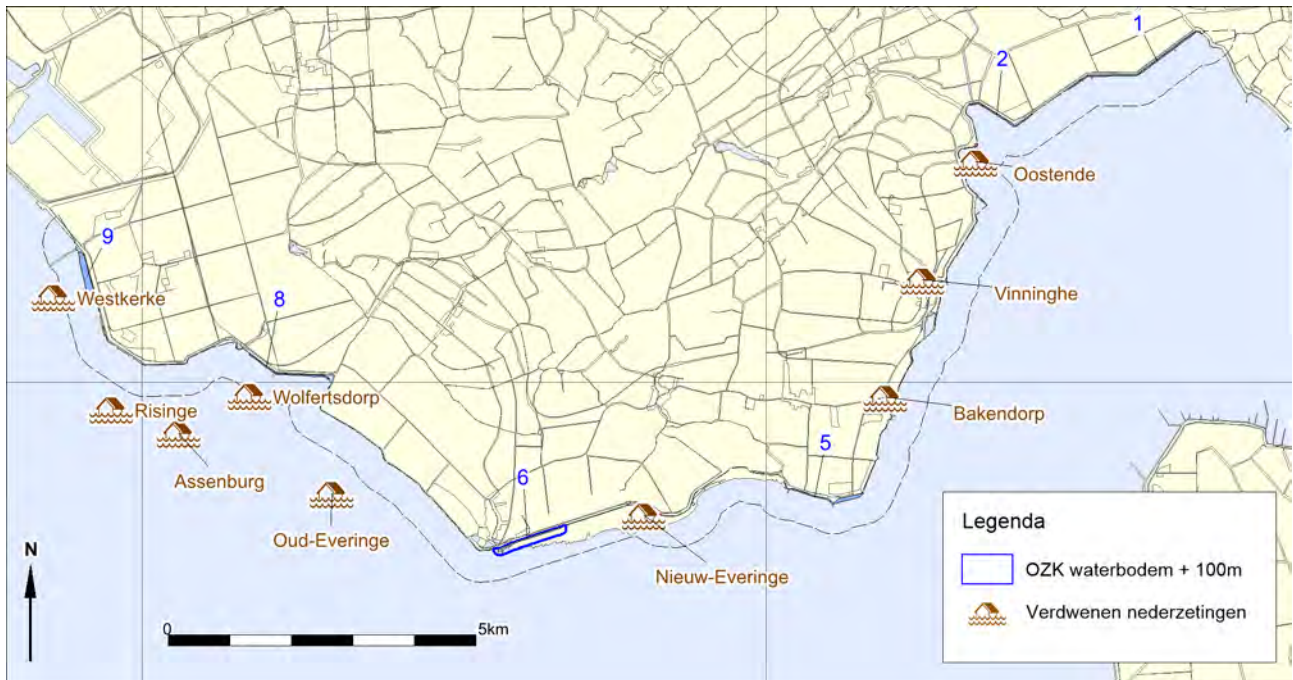 1
2
Oostende
9
Vinninghe
Westkerke
8
Wolfertsdorp
Risinge
Bakendorp
Assenburg
5
6
Oud-Everinge
Nieuw-Everinge
N
0 5km
Legenda
OZK waterbodem + 100m
Verdwenen nederzetingen